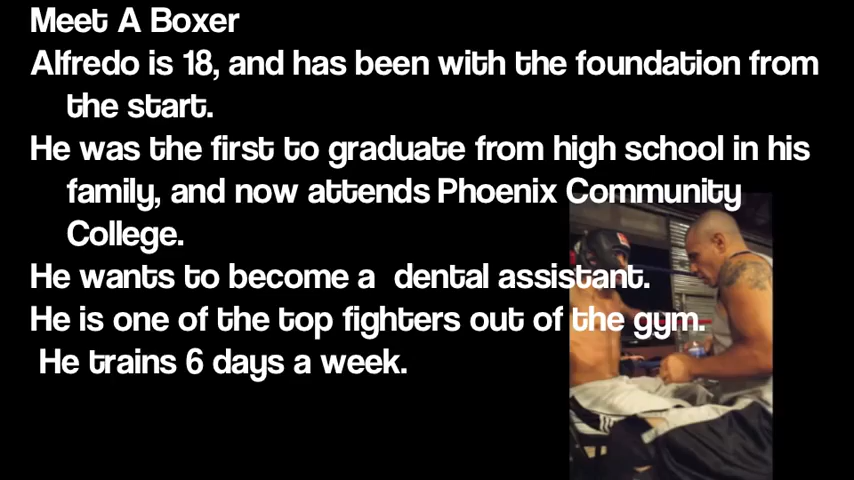 Meet A Boxer
Alfredo is 18, and has been with the foundation from
the start.
He was the first to graduate from high school in his
family, and now attends Phoenix Community
College.
He wants to become a  dental assistant.
He is one of the top fighters out of the gym.
He trains 6 days a week.